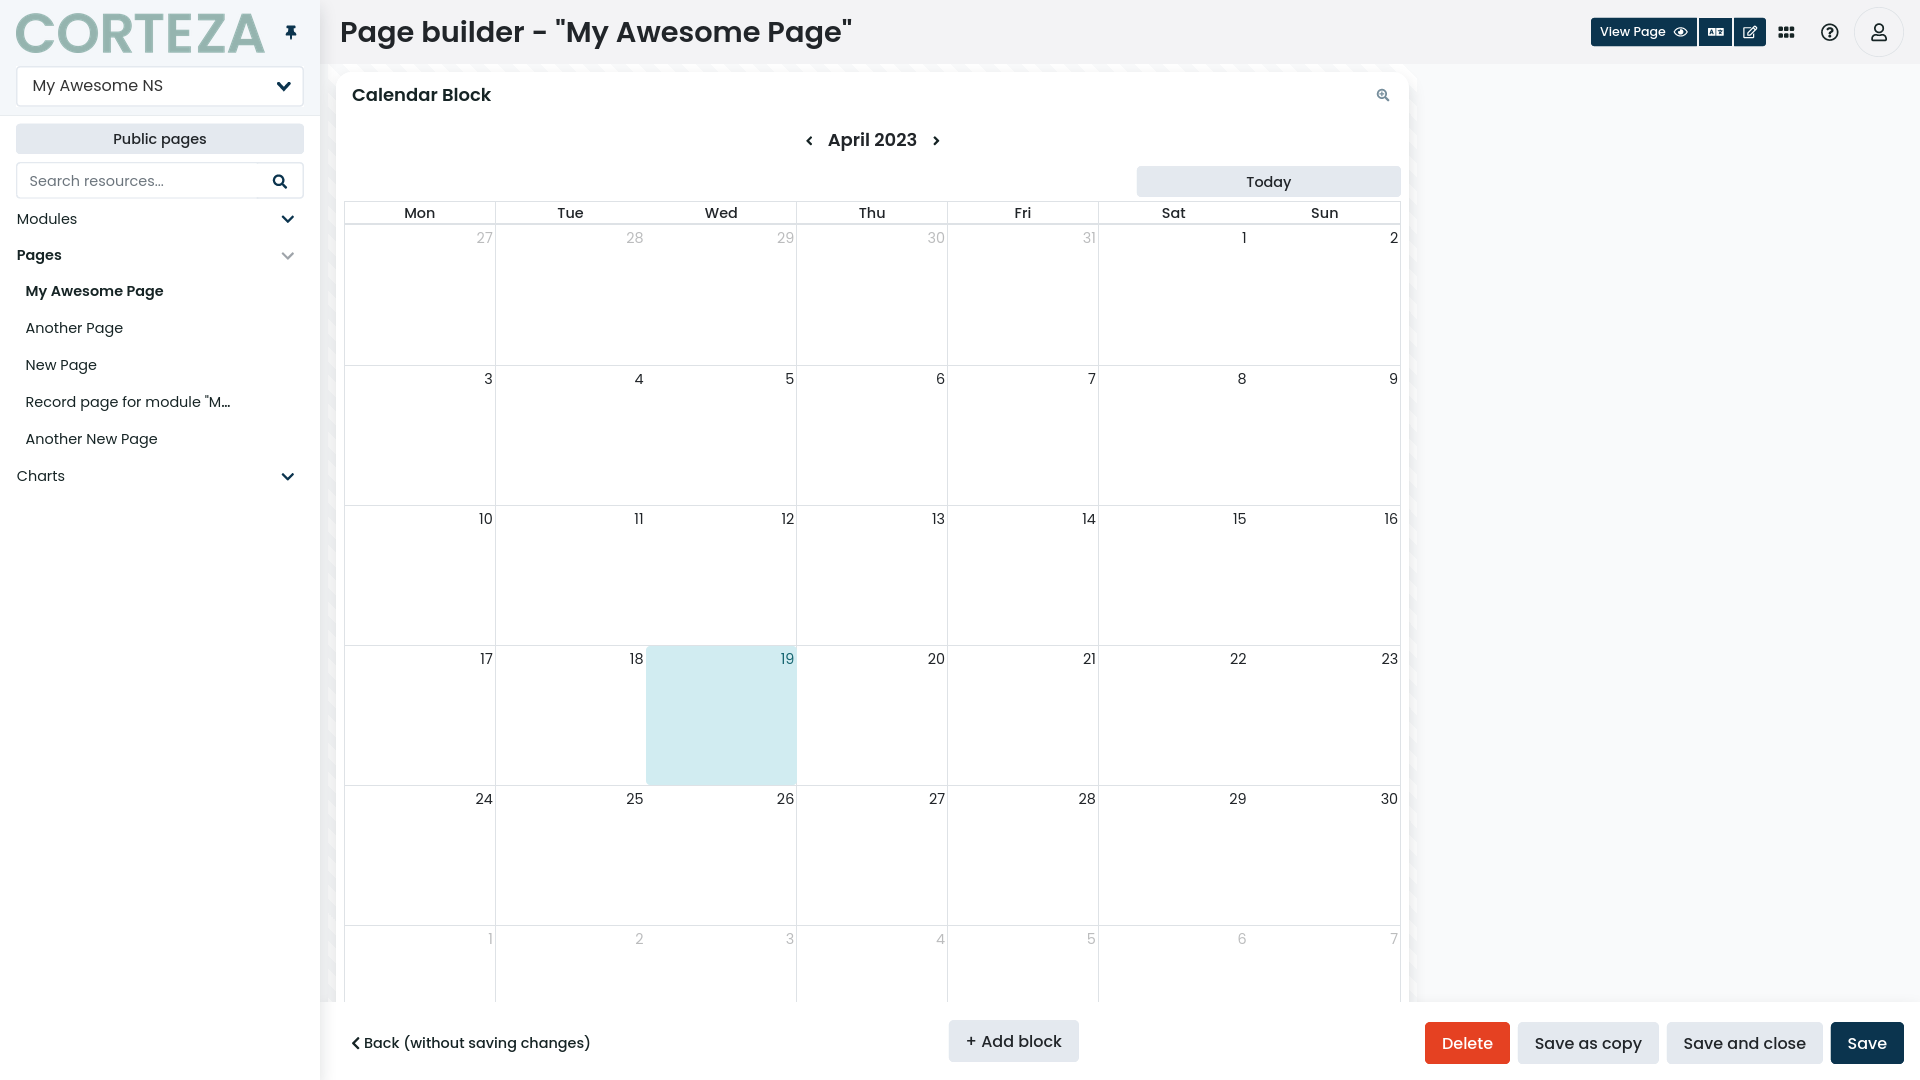 CORTEZA
My Awesome NS
Public pages
Search resources...
Modules
Pages
My Awesome Page
Another Page
New Page
Record page for module "M...
Another New Page
Charts
Page builder - "My Awesome Page"
View Page
Calendar Block
April 2023
Today
Mon Tue Wed Thu Fri Sat Sun
27 28 29 30 31 1 2
3 4 5 6 7 8 9
10 11 12 13 14 15 16
17 18 19 20 21 22 23
24 25 26 27 28 29 30
1 2 3 4 5 6 7
Back (without saving changes)
+ Add block
Delete
Save as copy
Save and close
Save